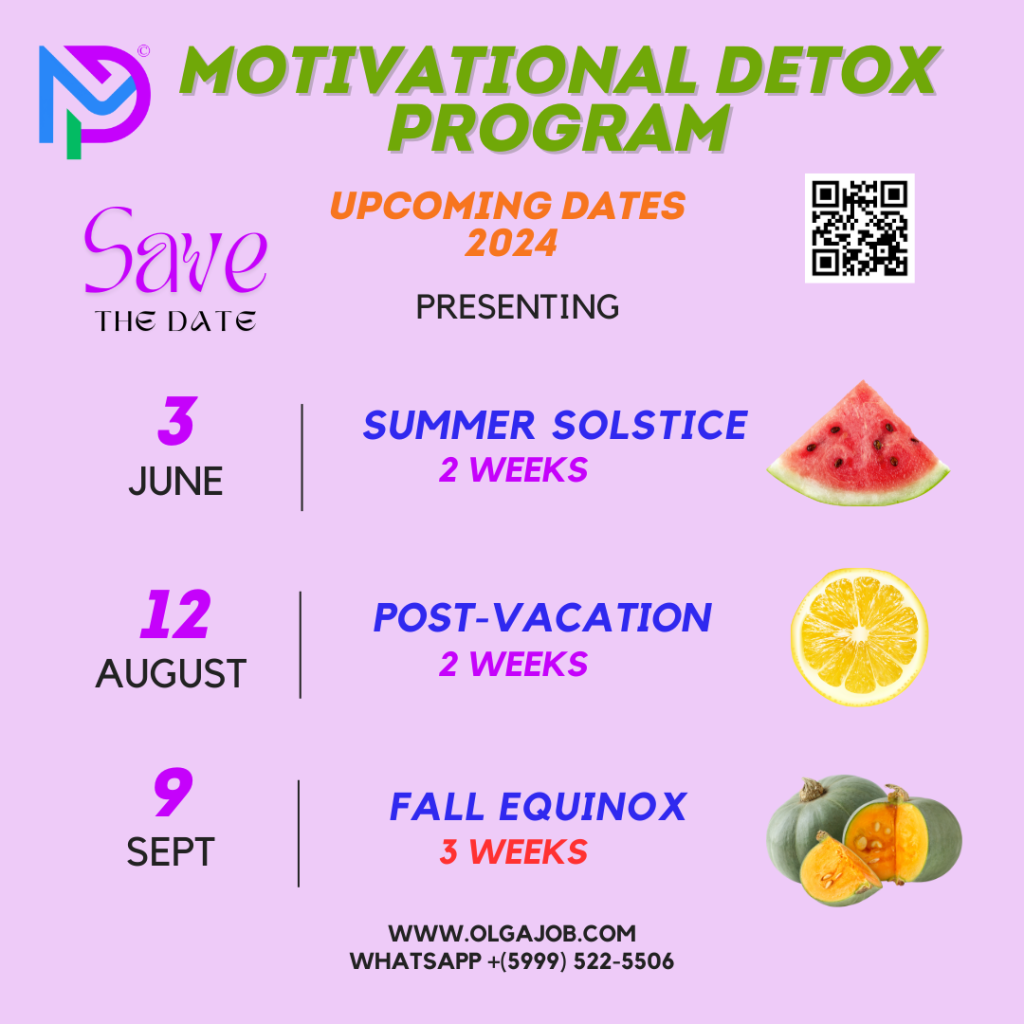 ©
MOTIVATIONAL DETOX
PROGRAM
UPCOMING DATES
2024
Save
THE DATE
PRESENTING
3
JUNE
SUMMER SOLSTICE
2 WEEKS
12
AUGUST
POST-VACATION
2 WEEKS
9
SEPT
FALL EQUINOX
3 WEEKS
WWW.OLGAJOB.COM
WHATSAPP +(5999) 522-5506